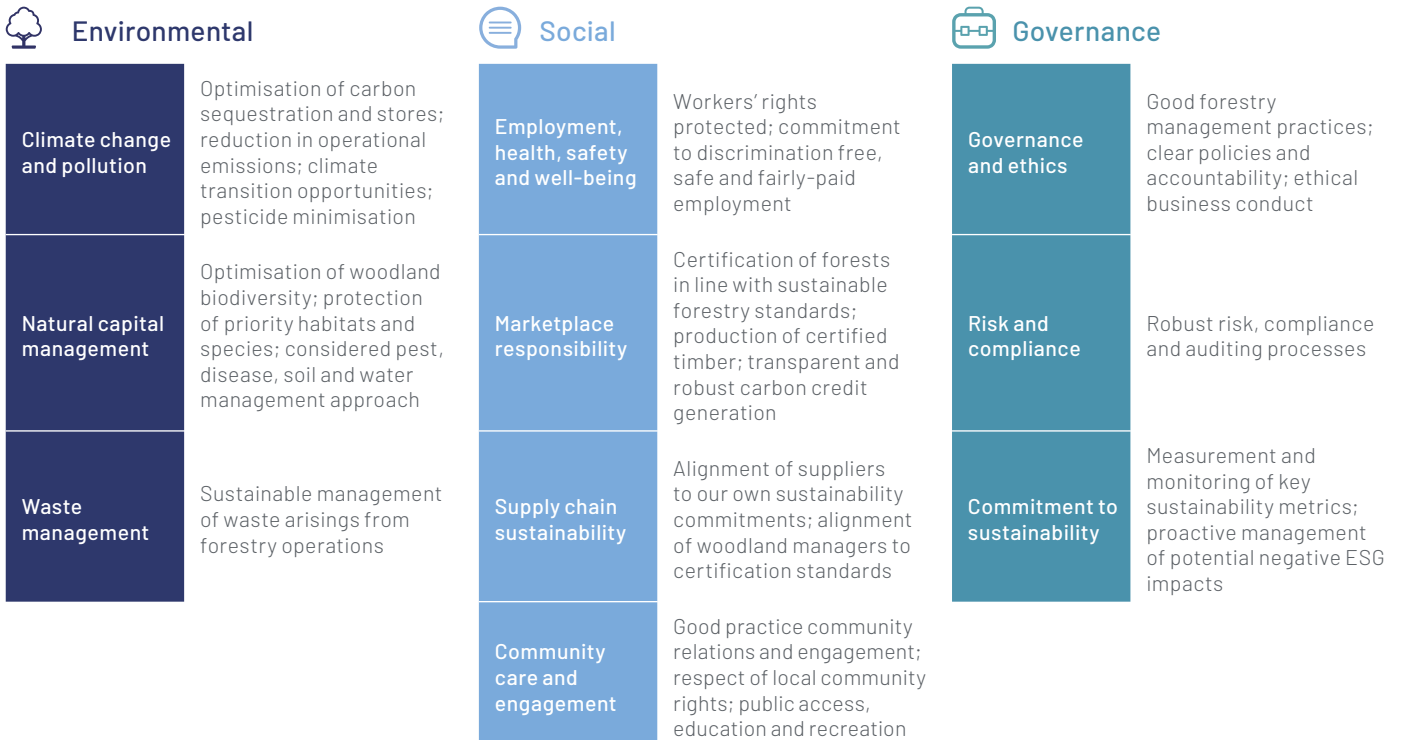 Environmental
Climate change
and pollution
Optimisation of carbon
sequestration and stores;
reduction in operational
emissions; climate
transition opportunities;
pesticide minimisation
Natural capital
management
Optimisation of woodland
biodiversity; protection
of priority habitats and
species; considered pest,
disease, soil and water
management approach
Waste
management
Sustainable management
of waste arisings from
forestry operations
Social
Employment,
health, safety
and well-being
Workers’ rights
protected; commitment
to discrimination free,
safe and fairly-paid
employment
Marketplace
responsibility
Certification of forests
in line with sustainable
forestry standards;
production of certified
timber; transparent and
robust carbon credit
generation
Supply chain
sustainability
Alignment of suppliers
to our own sustainability
commitments; alignment
of woodland managers to
certification standards
Community
care and
engagement
Good practice community
relations and engagement;
respect of local community
rights; public access,
education and recreation
Governance
Governance
and ethics
Good forestry
management practices;
clear policies and
accountability; ethical
business conduct
Risk and
compliance
Robust risk, compliance
and auditing processes
Commitment to
sustainability
Measurement and
monitoring of key
sustainability metrics;
proactive management
of potential negative ESG
impacts